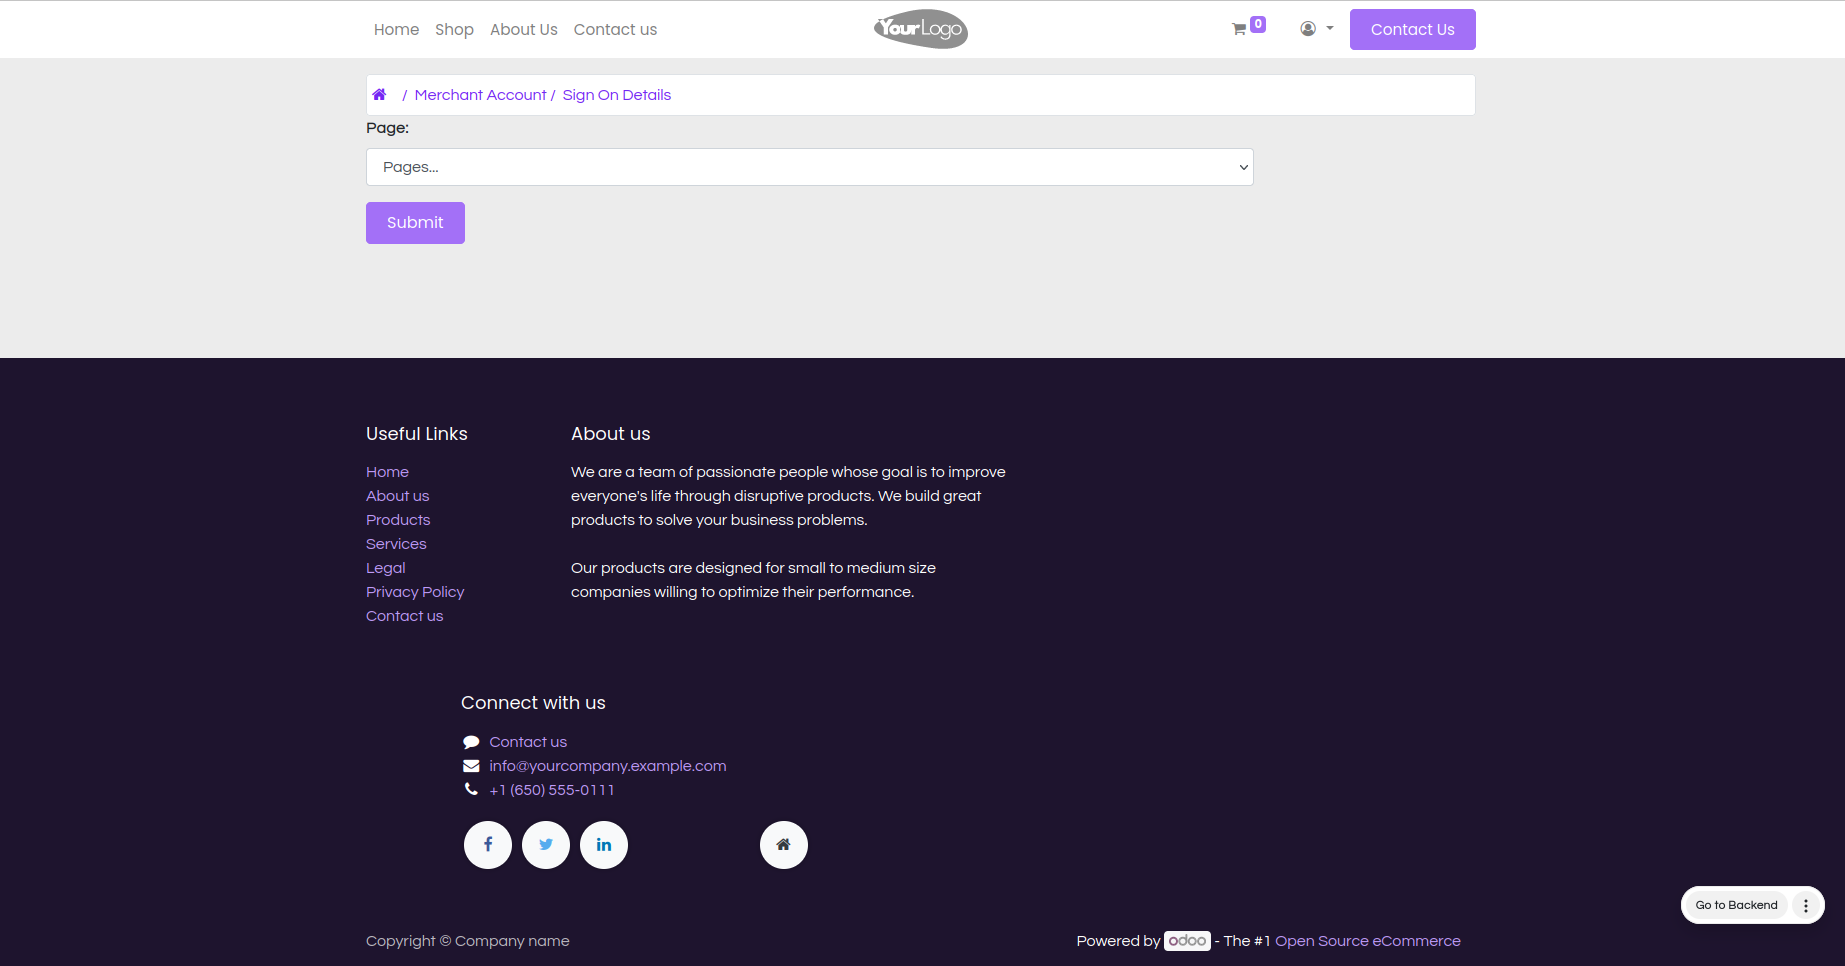 Home Shop About Us Contact us YourLogo 0 Contact Us
/ Merchant Account / Sign On Details
Page:
Pages...
Submit
Useful Links
Home
About us
Products
Services
Legal
Privacy Policy
Contact us
About us
We are a team of passionate people whose goal is to improve
everyone's life through disruptive products. We build great
products to solve your business problems.
Our products are designed for small to medium size
companies willing to optimize their performance.
Connect with us
Contact us
info@yourcompany.example.com
+1 (650) 555-0111
f in
Go to Backend
Copyright © Company name
Powered by odoo - The #1 Open Source eCommerce